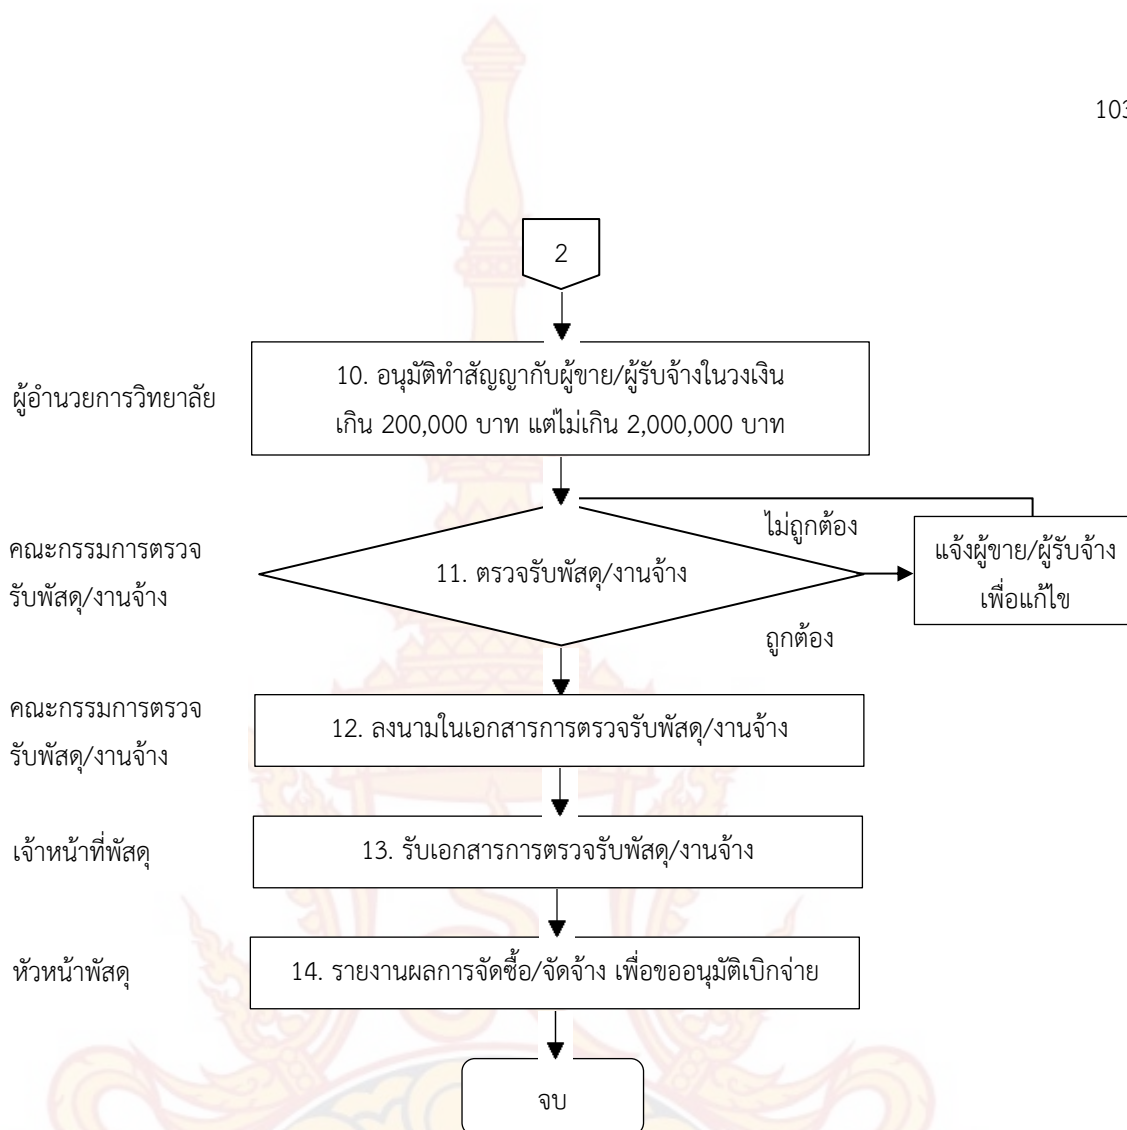 103
2
ผู้อำนวยการวิทยาลัย
10. อนุมัติทำสัญญากับผู้ขาย/ผู้รับจ้างในวงเงิน
เกิน 200,000 บาท แต่ไม่เกิน 2,000,000 บาท
คณะกรรมการตรวจ
รับพัสดุ/งานจ้าง
11. ตรวจรับพัสดุ/งานจ้าง
ไม่ถูกต้อง
แจ้งผู้ขาย/ผู้รับจ้าง
เพื่อแก้ไข
ถูกต้อง
คณะกรรมการตรวจ
รับพัสดุ/งานจ้าง
12. ลงนามในเอกสารการตรวจรับพัสดุ/งานจ้าง
เจ้าหน้าที่พัสดุ
13. รับเอกสารการตรวจรับพัสดุ/งานจ้าง
หัวหน้าพัสดุ
14. รายงานผลการจัดซื้อ/จัดจ้าง เพื่อขออนุมัติเบิกจ่าย
จบ